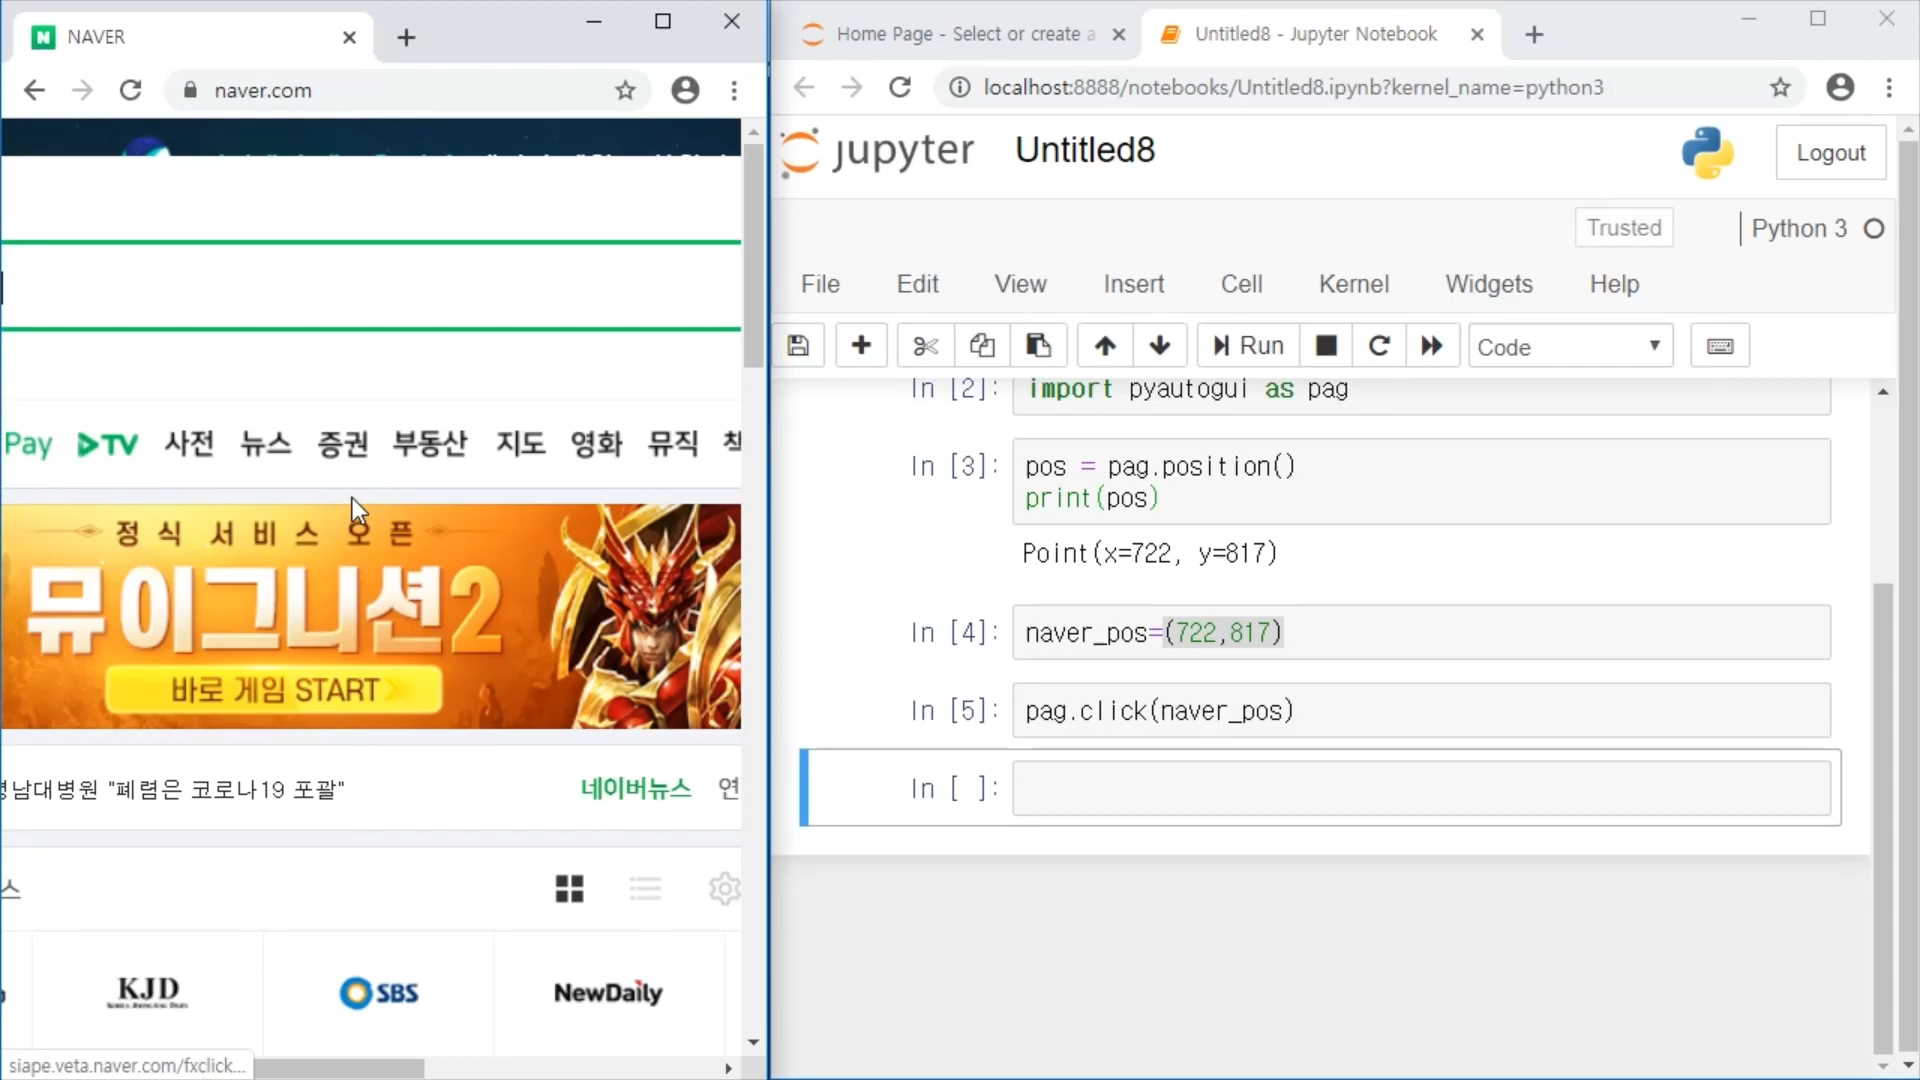 NAVER
naver.com
Pay TV 사전 뉴스 증권 부동산 지도 영화 뮤직
정식 서비스 오픈
뮤 이그니션2
바로 게임 START
영남대병원 "폐렴은 코로나19 포괄"
네이버뉴스 연
스
KJD
SBS
NewDaily
siape.veta.naver.com/fxclick...
Home Page - Select or create a
Untitled8 - Jupyter Notebook
localhost:8888/notebooks/Untitled8.ipynb?kernel_name=python3
jupyter Untitled8
Logout
Trusted
Python 3
File Edit View Insert Cell Kernel Widgets Help
Run
Code
In [2]: import pyautogui as pag
In [3]: pos = pag.position()
print(pos)
Point(x=722, y=817)
In [4]: naver_pos=(722,817)
In [5]: pag.click(naver_pos)
In [ ]: